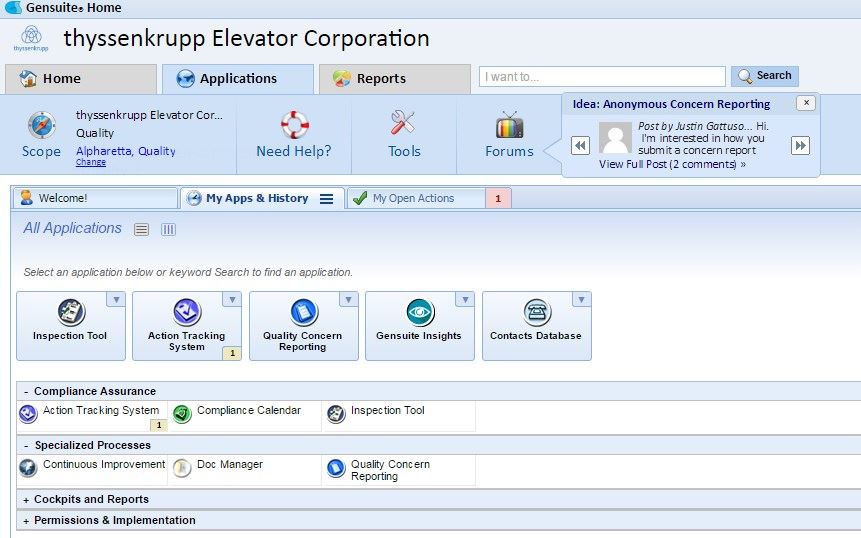 Gensuite® Home
thyssenkrupp
thyssenkrupp Elevator Corporation
Home
Applications
Reports
I want to...
Search
Scope
thyssenkrupp Elevator Cor...
Quality
Alpharetta, Quality
Change
Need Help?
Tools
Forums
Idea: Anonymous Concern Reporting
×
Post by Justin Gattuso... Hi.
I'm interested in how you
submit a concern report
View Full Post (2 comments) »
Welcome!
My Apps & History
My Open Actions
1
All Applications
Select an application below or keyword Search to find an application.
Inspection Tool
Action Tracking
System
1
Quality Concern
Reporting
Gensuite Insights
Contacts Database
- Compliance Assurance
Action Tracking System
1
Compliance Calendar
Inspection Tool
- Specialized Processes
Continuous Improvement
Doc Manager
Quality Concern
Reporting
+ Cockpits and Reports
+ Permissions & Implementation